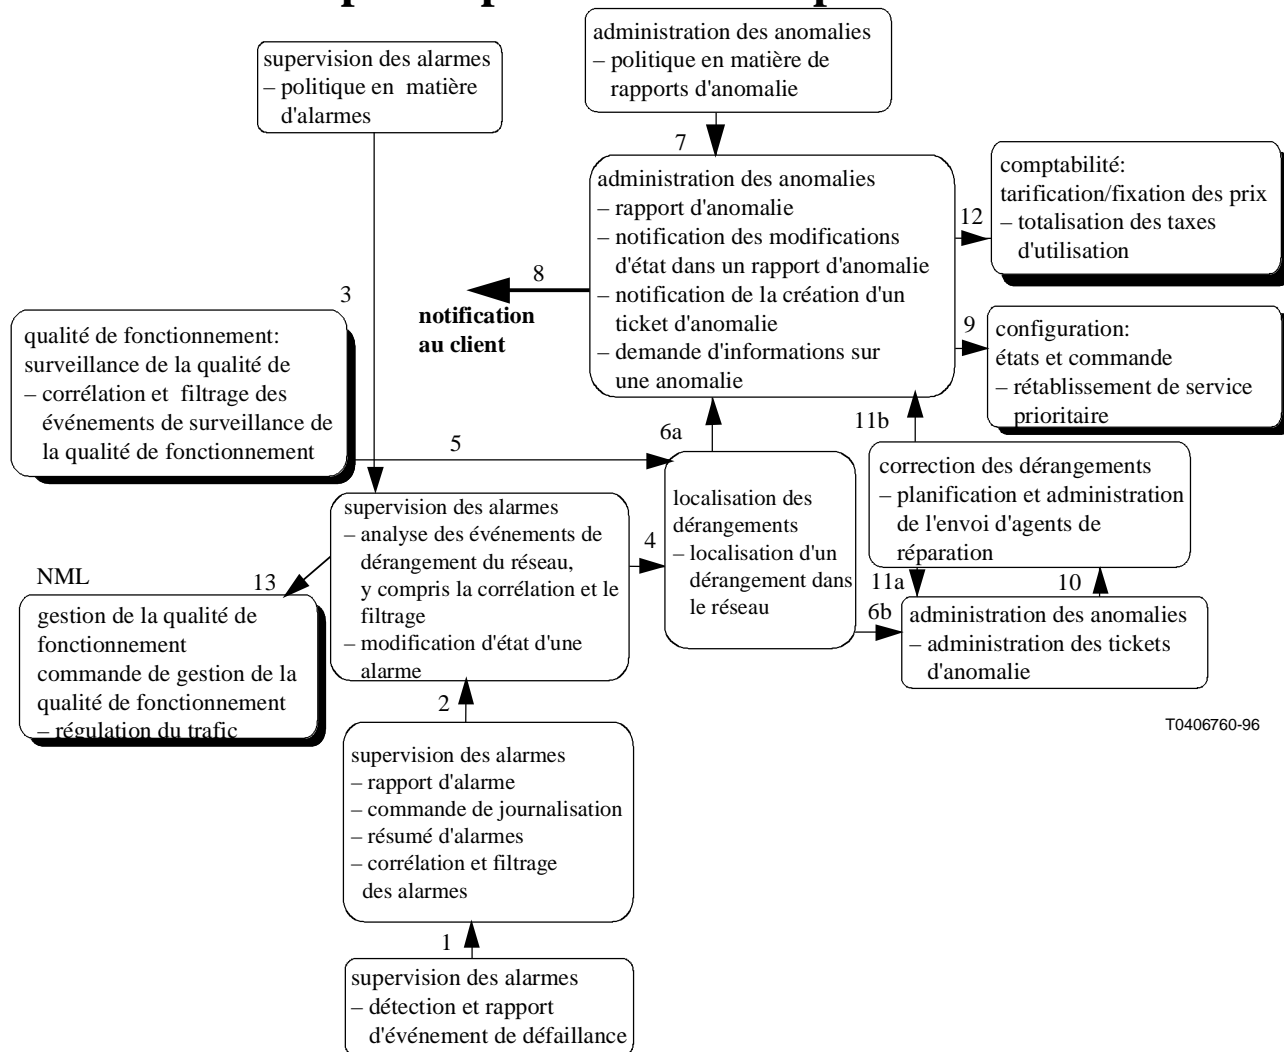 supervision des alarmes
– politique en matière
d'alarmes
administration des anomalies
– politique en matière de
rapports d'anomalie
7
administration des anomalies
– rapport d'anomalie
– notification des modifications
d'état dans un rapport d'anomalie
– notification de la création d'un
ticket d'anomalie
– demande d'informations sur
une anomalie
12
comptabilité:
tarification/fixation des prix
– totalisation des taxes
d'utilisation
8
notification
au client
3
9
configuration:
états et commande
– rétablissement de service
prioritaire
qualité de fonctionnement:
surveillance de la qualité de
– corrélation et filtrage des
événements de surveillance de
la qualité de fonctionnement
5
6a
11b
correction des dérangements
– planification et administration
de l'envoi d'agents de
réparation
localisation des
dérangements
– localisation d'un
dérangement dans
le réseau
supervision des alarmes
– analyse des événements de
dérangement du réseau,
y compris la corrélation et le
filtrage
– modification d'état d'une
alarme
4
11a
10
6b
administration des anomalies
– administration des tickets
d'anomalie
NML
13
gestion de la qualité de
fonctionnement
commande de gestion de la
qualité de fonctionnement
– régulation du trafic
2
T0406760-96
supervision des alarmes
– rapport d'alarme
– commande de journalisation
– résumé d'alarmes
– corrélation et filtrage
des alarmes
1
supervision des alarmes
– détection et rapport
d'événement de défaillance